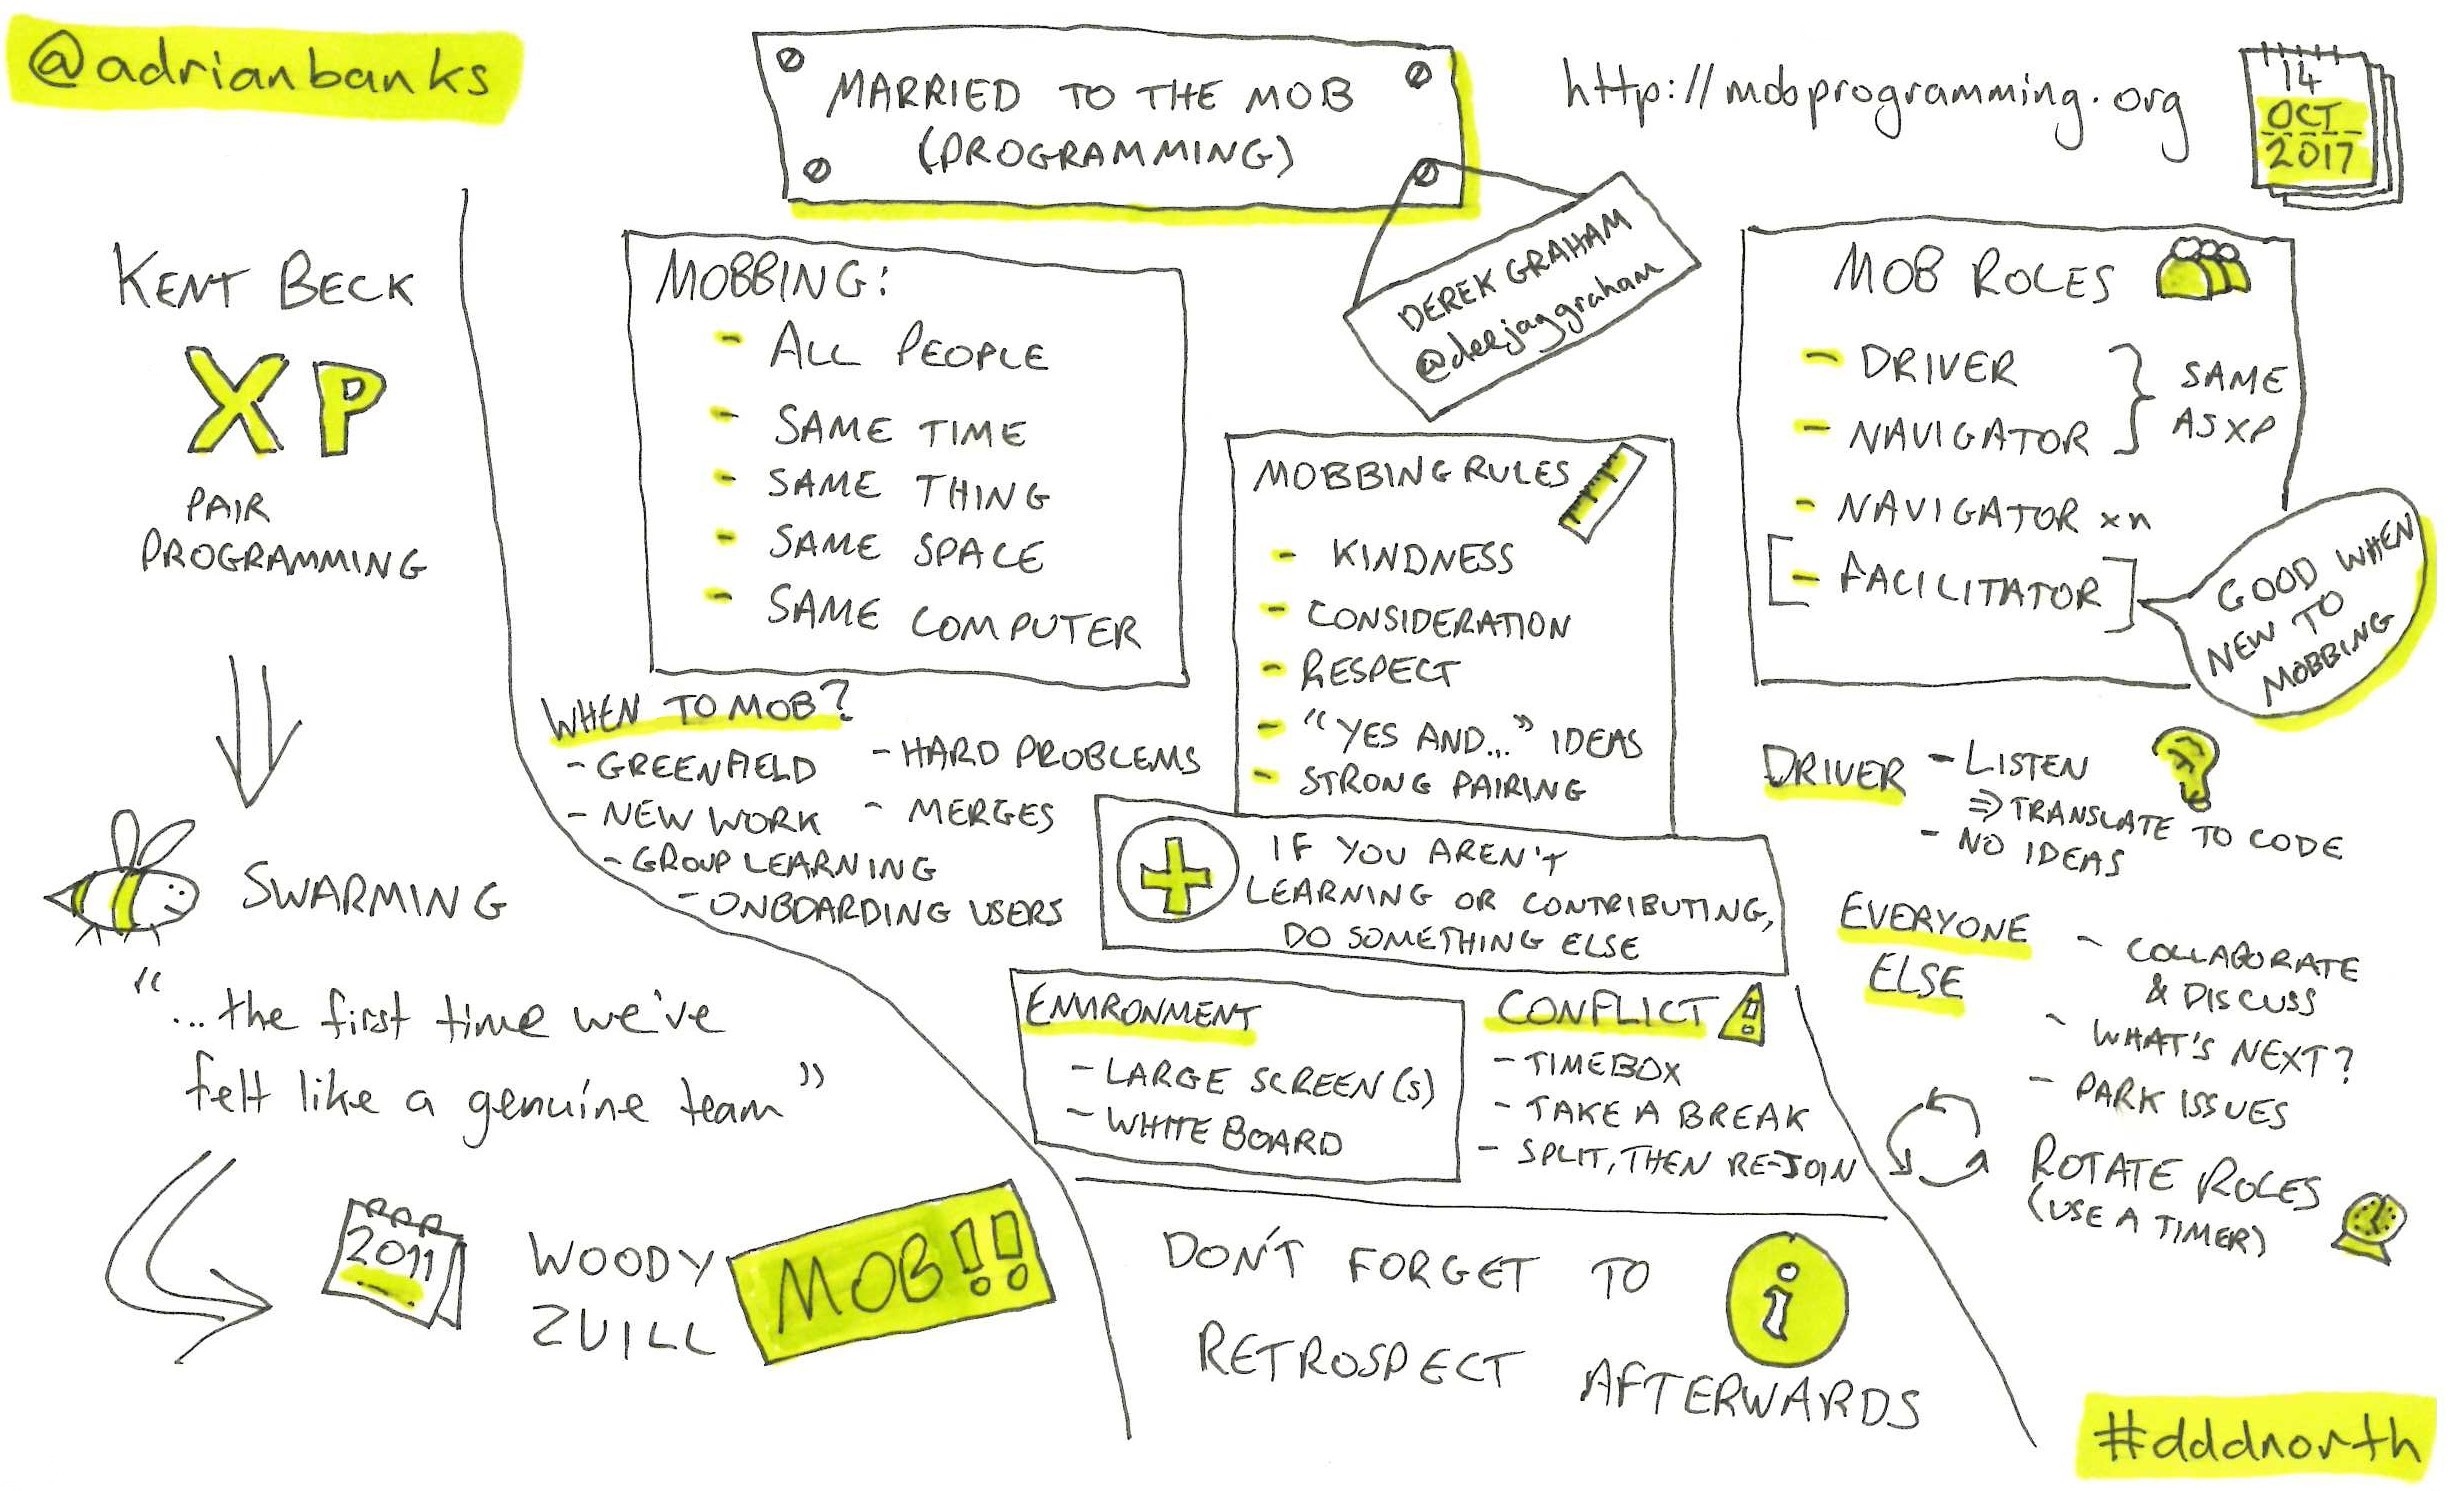 @adrianbanks
MARRIED TO THE MOB
(PROGRAMMING)
DEREK GRAHAM
@deejaygraham
http://mobprogramming.org
14
OCT
2017
KENT BECK
XP
PAIR
PROGRAMMING
SWARMING
"...the first time we've
felt like a genuine team"
2011
WOODY
ZUILL
MOB!!
MOBBING:
- ALL PEOPLE
- SAME TIME
- SAME THING
- SAME SPACE
- SAME COMPUTER
WHEN TO MOB?
- GREENFIELD
- NEW WORK
- GROUP LEARNING
- ONBOARDING USERS
- HARD PROBLEMS
- MERGES
MOBBING RULES
- KINDNESS
- CONSIDERATION
- RESPECT
- "YES AND..." IDEAS
- STRONG PAIRING
IF YOU AREN'T
LEARNING OR CONTRIBUTING,
DO SOMETHING ELSE
ENVIRONMENT
- LARGE SCREEN(S)
- WHITEBOARD
CONFLICT
- TIMEBOX
- TAKE A BREAK
- SPLIT, THEN RE-JOIN
DON'T FORGET TO
RETROSPECT AFTERWARDS
i
MOB ROLES
- DRIVER
- NAVIGATOR
SAME
AS XP
- NAVIGATOR xn
[- FACILITATOR]
GOOD WHEN
NEW TO
MOBBING
DRIVER - LISTEN
⇒ TRANSLATE TO CODE
- NO IDEAS
EVERYONE
ELSE
- COLLABORATE
& DISCUSS
- WHAT'S NEXT?
- PARK ISSUES
ROTATE ROLES
(USE A TIMER)
#dddnorth